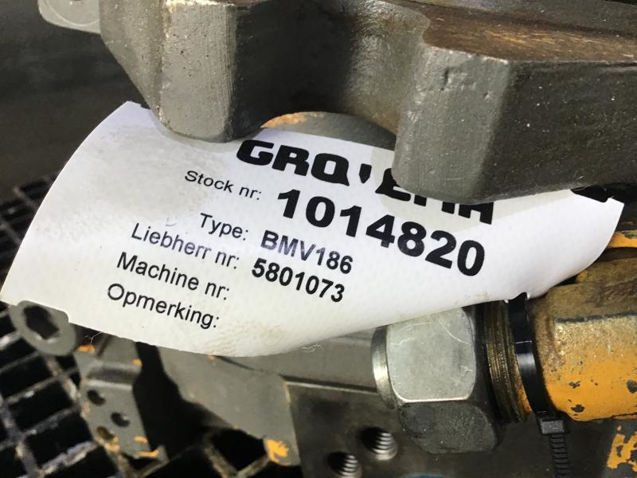 Stock nr: 1014820
Type: BMV186
Liebherr nr: 5801073
Machine nr:
Opmerking: